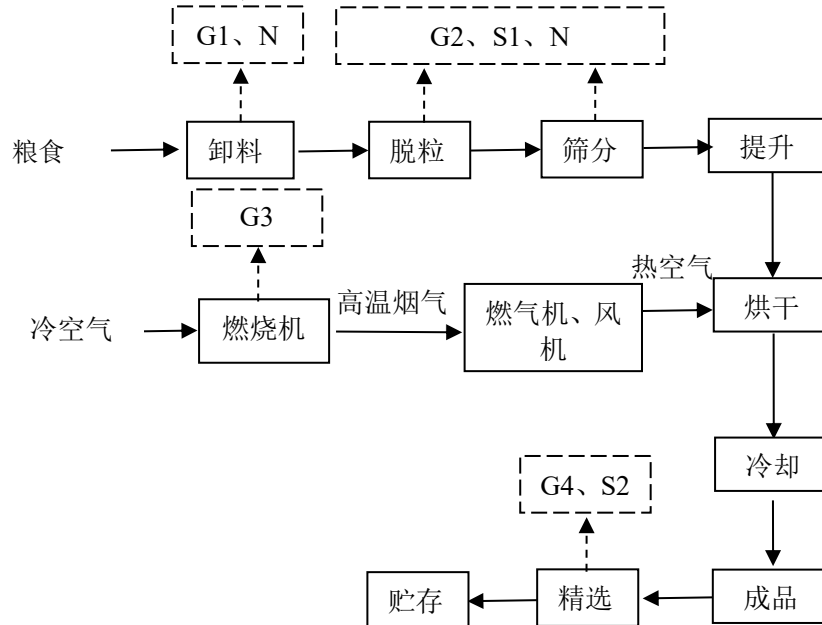 G1、N
G2、S1、N
粮食
卸料
脱粒
筛分
提升
G3
冷空气
燃烧机
高温烟气
燃气机、风
机
热空气
烘干
冷却
G4、S2
贮存
精选
成品